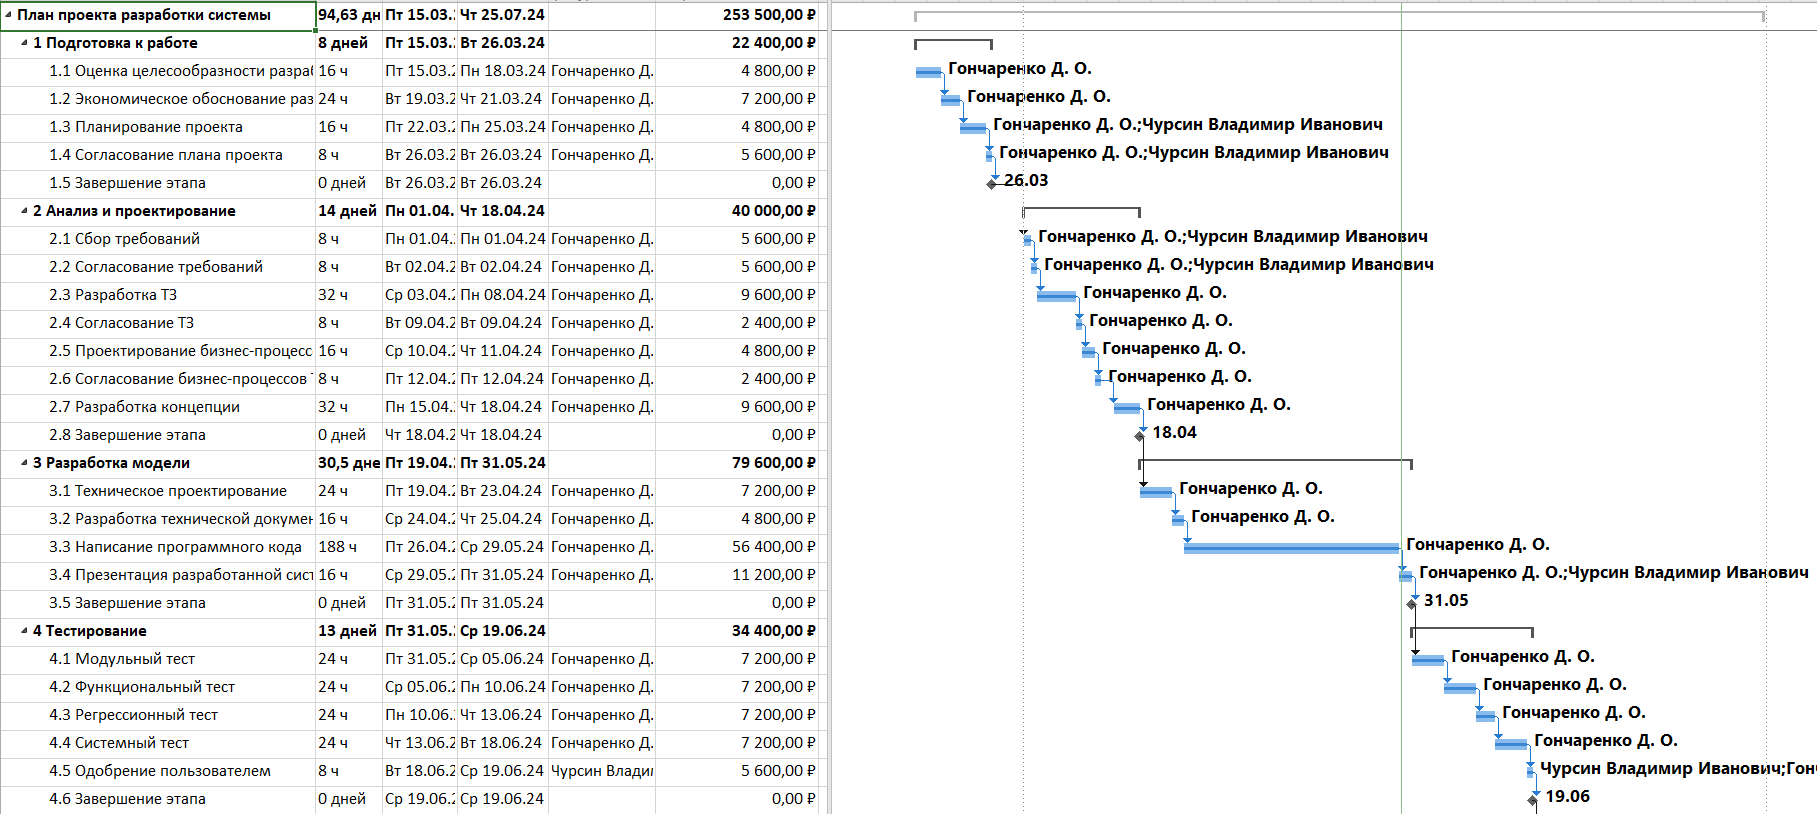 План проекта разработки системы 94,63 дн Пт 15.03. Чт 25.07.24 253 500,00 ₽
1 Подготовка к работе 8 дней Пт 15.03. Вт 26.03.24 22 400,00 ₽
1.1 Оценка целесообразности разра 16 ч Пт 15.03. Пн 18.03.24 Гончаренко Д. 4 800,00 ₽ Гончаренко Д. О.
1.2 Экономическое обоснование раз 24 ч Вт 19.03. Чт 21.03.24 Гончаренко Д. 7 200,00 ₽ Гончаренко Д. О.
1.3 Планирование проекта 16 ч Пт 22.03. Пн 25.03.24 Гончаренко Д. 4 800,00 ₽ Гончаренко Д. О.;Чурсин Владимир Иванович
1.4 Согласование плана проекта 8 ч Вт 26.03. Вт 26.03.24 Гончаренко Д. 5 600,00 ₽ Гончаренко Д. О.;Чурсин Владимир Иванович
1.5 Завершение этапа 0 дней Вт 26.03. Вт 26.03.24 0,00 ₽ 26.03
2 Анализ и проектирование 14 дней Пн 01.04. Чт 18.04.24 40 000,00 ₽
2.1 Сбор требований 8 ч Пн 01.04. Пн 01.04.24 Гончаренко Д. 5 600,00 ₽ Гончаренко Д. О.;Чурсин Владимир Иванович
2.2 Согласование требований 8 ч Вт 02.04. Вт 02.04.24 Гончаренко Д. 5 600,00 ₽ Гончаренко Д. О.;Чурсин Владимир Иванович
2.3 Разработка ТЗ 32 ч Ср 03.04. Пн 08.04.24 Гончаренко Д. 9 600,00 ₽ Гончаренко Д. О.
2.4 Согласование ТЗ 8 ч Вт 09.04. Вт 09.04.24 Гончаренко Д. 2 400,00 ₽ Гончаренко Д. О.
2.5 Проектирование бизнес-процесс 16 ч Ср 10.04. Чт 11.04.24 Гончаренко Д. 4 800,00 ₽ Гончаренко Д. О.
2.6 Согласование бизнес-процессов 8 ч Пт 12.04. Пт 12.04.24 Гончаренко Д. 2 400,00 ₽ Гончаренко Д. О.
2.7 Разработка концепции 32 ч Пн 15.04. Чт 18.04.24 Гончаренко Д. 9 600,00 ₽ Гончаренко Д. О.
2.8 Завершение этапа 0 дней Чт 18.04. Чт 18.04.24 0,00 ₽ 18.04
3 Разработка модели 30,5 дне Пт 19.04. Пт 31.05.24 79 600,00 ₽
3.1 Техническое проектирование 24 ч Пт 19.04. Вт 23.04.24 Гончаренко Д. 7 200,00 ₽ Гончаренко Д. О.
3.2 Разработка технической докумен 16 ч Ср 24.04. Чт 25.04.24 Гончаренко Д. 4 800,00 ₽ Гончаренко Д. О.
3.3 Написание программного кода 188 ч Пт 26.04. Ср 29.05.24 Гончаренко Д. 56 400,00 ₽ Гончаренко Д. О.
3.4 Презентация разработанной сист 16 ч Ср 29.05. Пт 31.05.24 Гончаренко Д. 11 200,00 ₽ Гончаренко Д. О.;Чурсин Владимир Иванович
3.5 Завершение этапа 0 дней Пт 31.05. Пт 31.05.24 0,00 ₽ 31.05
4 Тестирование 13 дней Пт 31.05. Ср 19.06.24 34 400,00 ₽
4.1 Модульный тест 24 ч Пт 31.05. Ср 05.06.24 Гончаренко Д. 7 200,00 ₽ Гончаренко Д. О.
4.2 Функциональный тест 24 ч Ср 05.06. Пн 10.06.24 Гончаренко Д. 7 200,00 ₽ Гончаренко Д. О.
4.3 Регрессионный тест 24 ч Пн 10.06. Чт 13.06.24 Гончаренко Д. 7 200,00 ₽ Гончаренко Д. О.
4.4 Системный тест 24 ч Чт 13.06. Вт 18.06.24 Гончаренко Д. 7 200,00 ₽ Гончаренко Д. О.
4.5 Одобрение пользователем 8 ч Вт 18.06. Ср 19.06.24 Чурсин Влади 5 600,00 ₽ Чурсин Владимир Иванович;Гон
4.6 Завершение этапа 0 дней Ср 19.06. Ср 19.06.24 0,00 ₽ 19.06